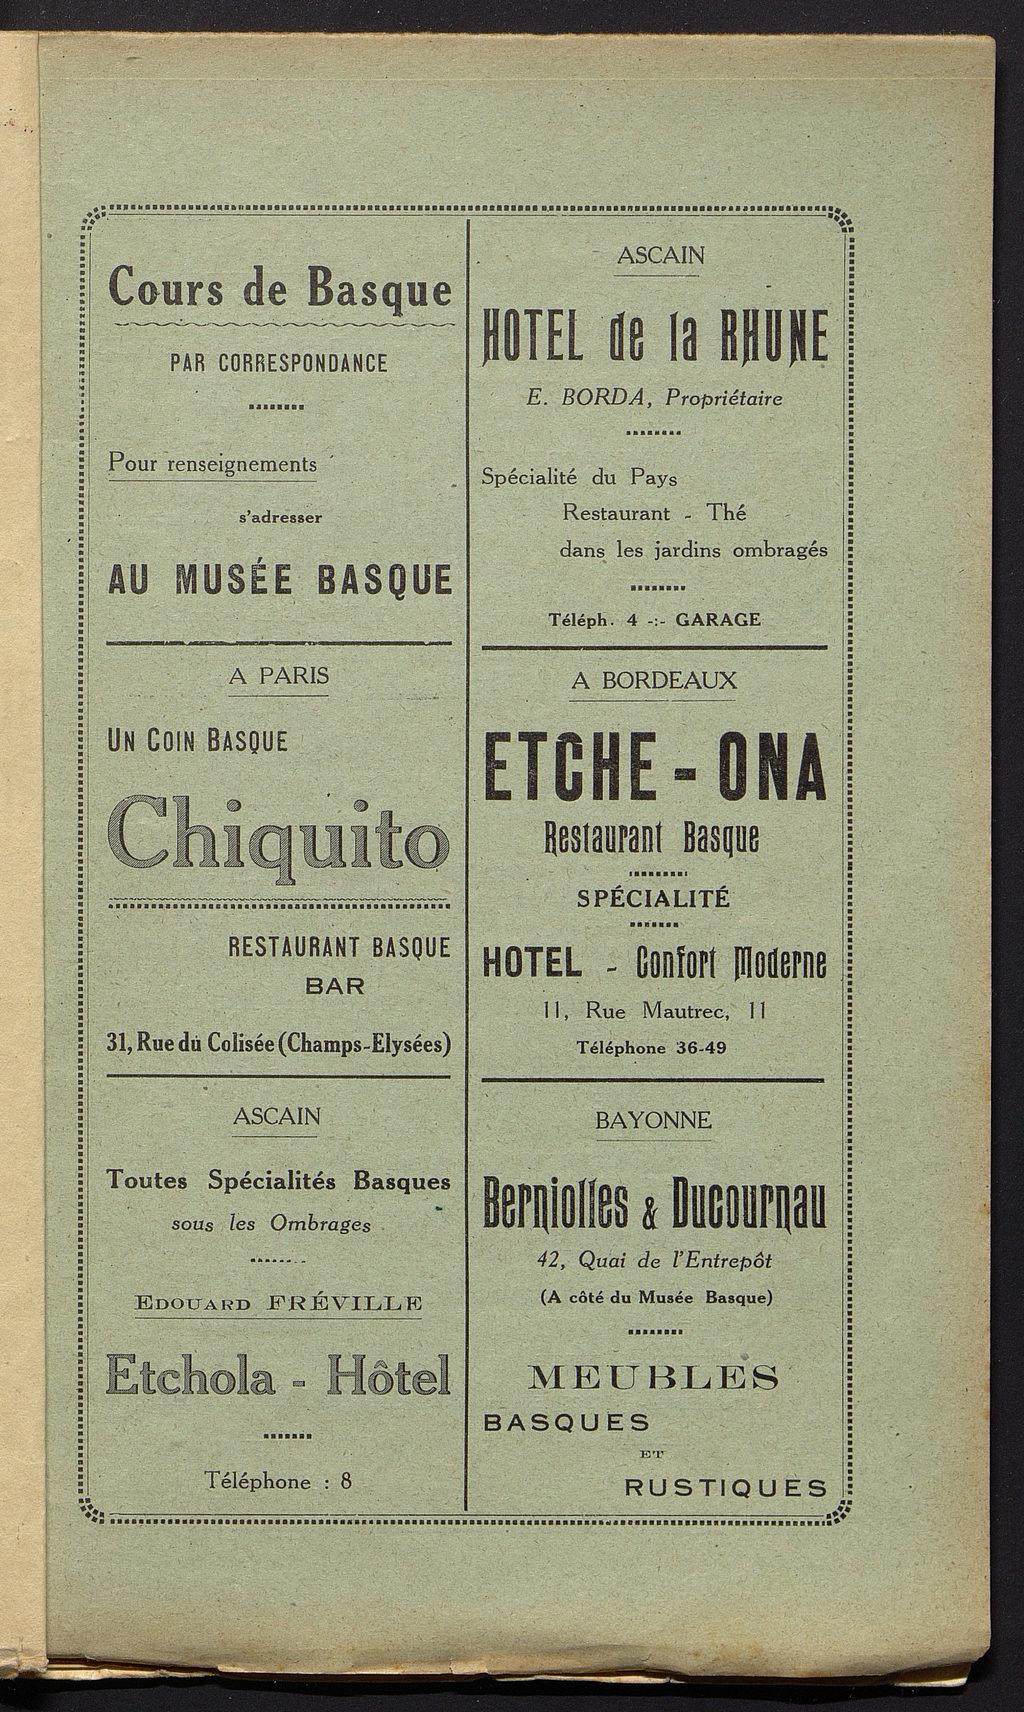 Cours de Basque
PAR CORRESPONDANCE
Pour renseignements
s'adresser
AU MUSÉE BASQUE
A PARIS
UN COIN BASQUE
Chiquito
RESTAURANT BASQUE
BAR
31, Rue du Colisée (Champs-Elysées)
ASCAIN
Toutes Spécialités Basques
sous les Ombrages
EDOUARD FRÉVILLE
Etchola - Hôtel
Téléphone : 8
ASCAIN
HOTEL de la RHUNE
E. BORDA, Propriétaire
Spécialité du Pays
Restaurant - Thé
dans les jardins ombragés
Téléph. 4 -:- GARAGE
A BORDEAUX
ETCHE - ONA
Restaurant Basque
SPÉCIALITÉ
HOTEL - Confort Moderne
11, Rue Mautrec, 11
Téléphone 36-49
BAYONNE
Berniolles & Ducournau
42, Quai de l'Entrepôt
(A côté du Musée Basque)
MEUBLES
BASQUES
ET
RUSTIQUES